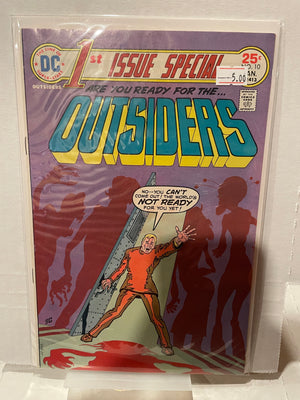 1st ISSUE SPECIAL
25¢
DC
NO. 10
JAN.
OUTSIDERS
5.00
ARE YOU READY FOR THE...
OUTSIDERS
NO--YOU CAN'T
COME OUT! THE WORLD'S
NOT READY
FOR YOU YET!